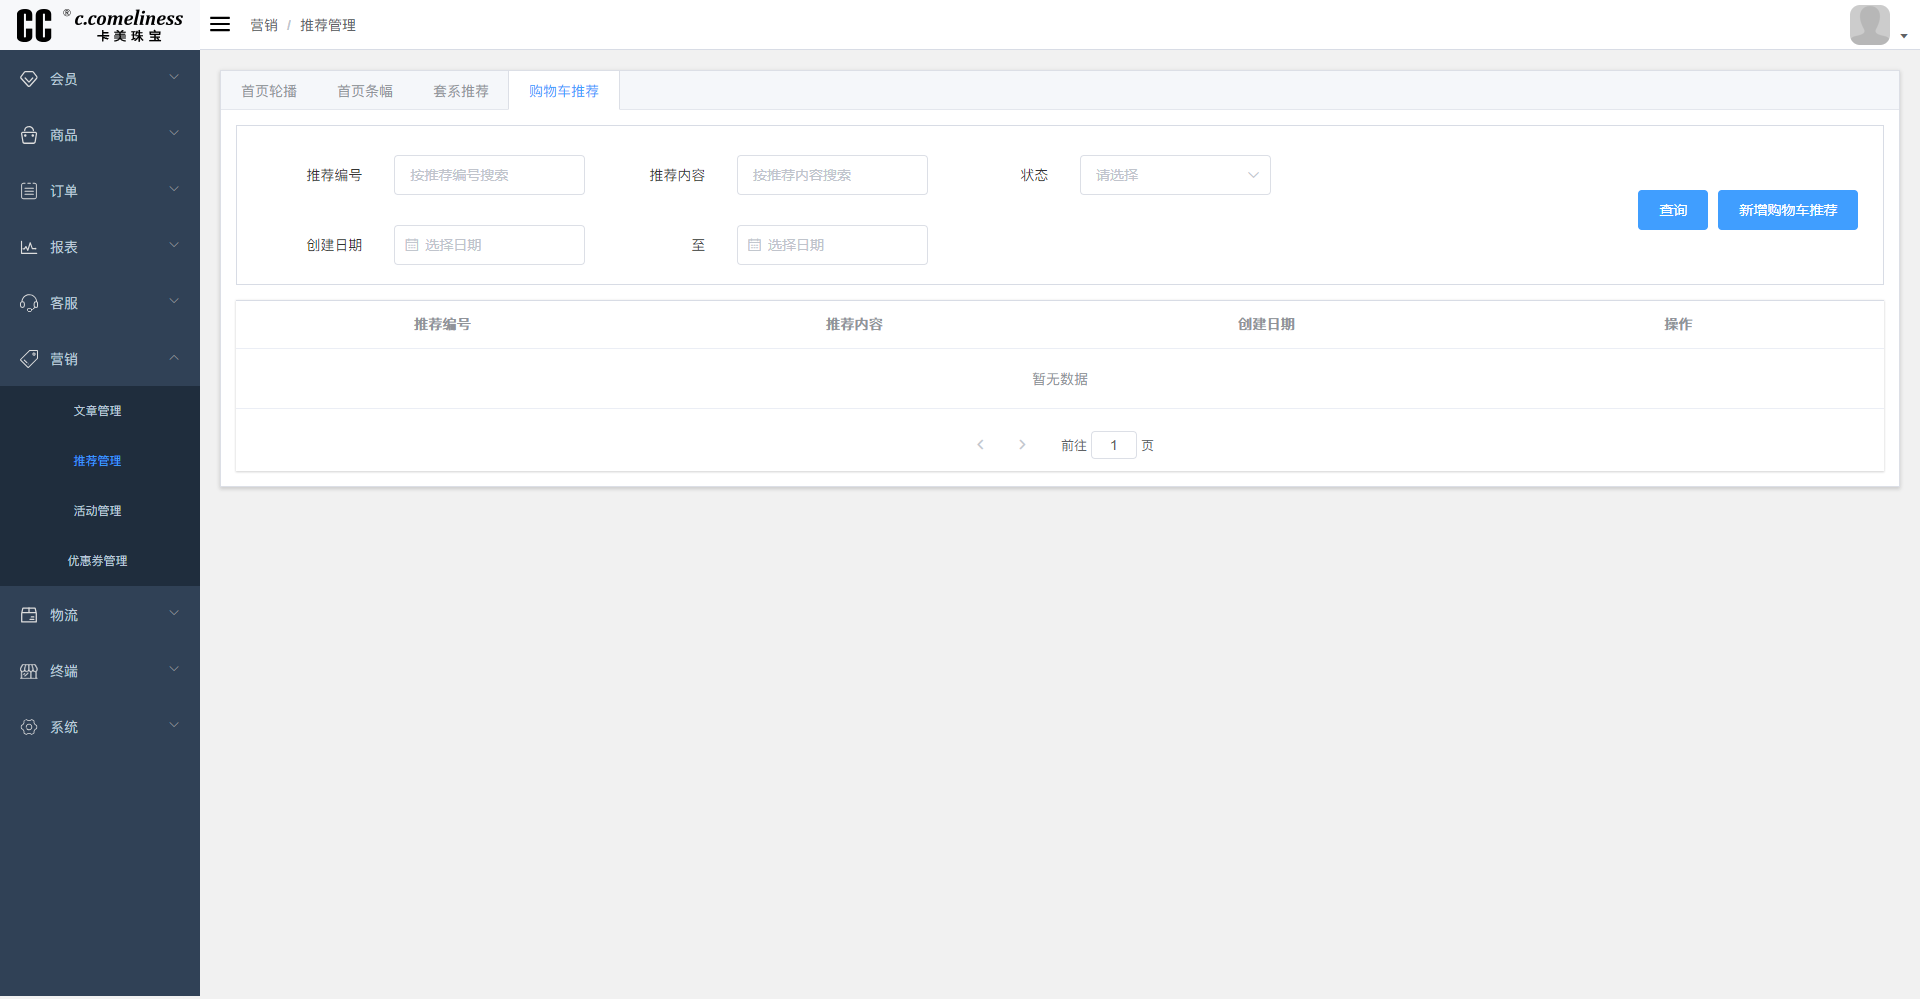 CC ® c.comeliness
卡美珠宝
营销 / 推荐管理
会员
商品
订单
报表
客服
营销
文章管理
推荐管理
活动管理
优惠券管理
物流
终端
系统
首页轮播 首页条幅 套系推荐 购物车推荐
推荐编号 按推荐编号搜索 推荐内容 按推荐内容搜索 状态 请选择
查询 新增购物车推荐
创建日期 选择日期 至 选择日期
推荐编号 推荐内容 创建日期 操作
暂无数据
前往 1 页